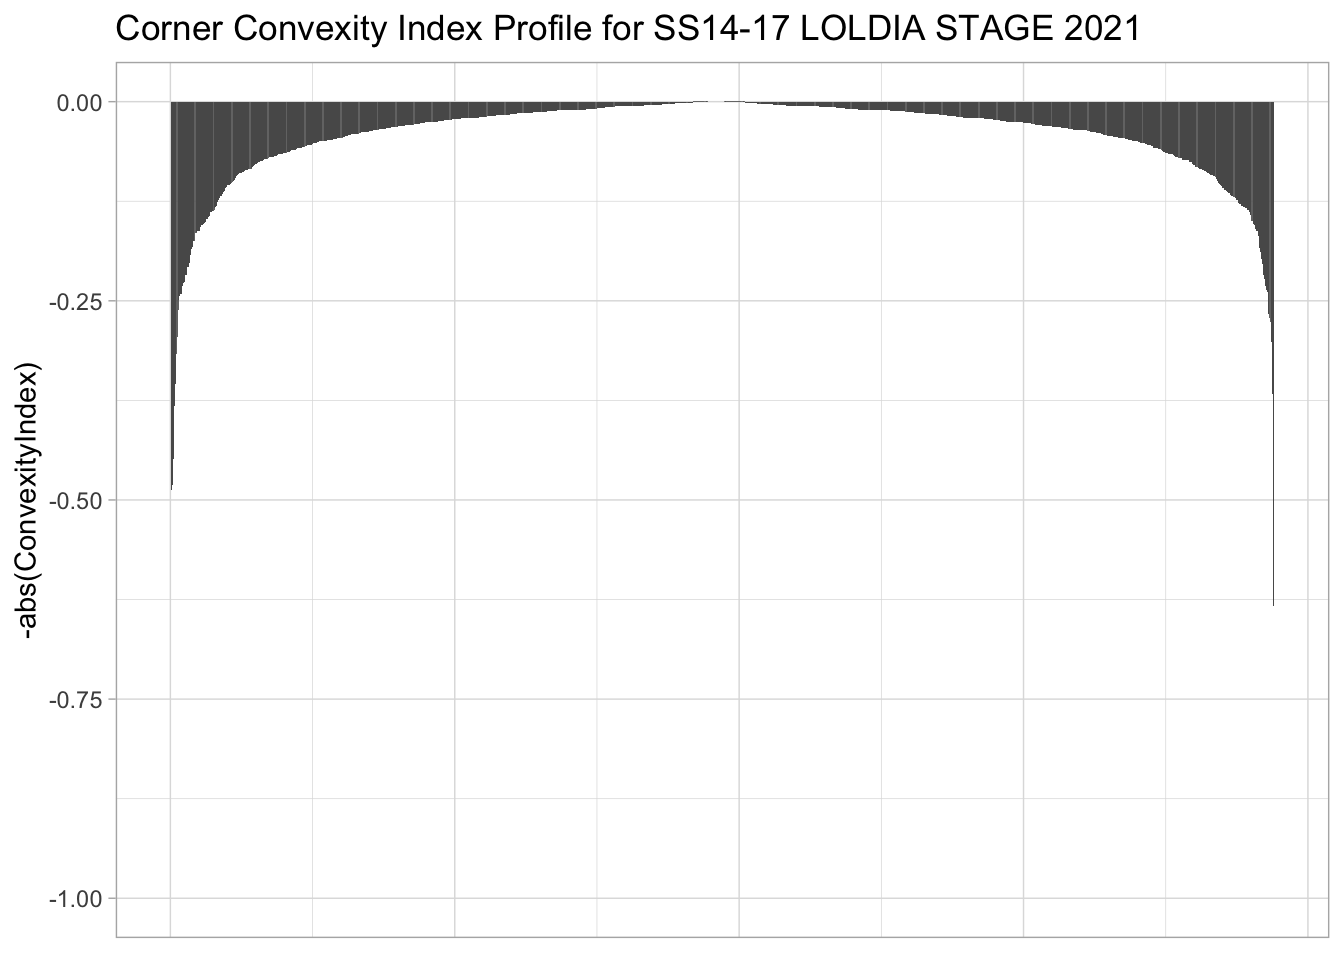 Corner Convexity Index Profile for SS14-17 LOLDIA STAGE 2021
0.00
-0.25
-0.50
-0.75
-1.00
-abs(ConvexityIndex)